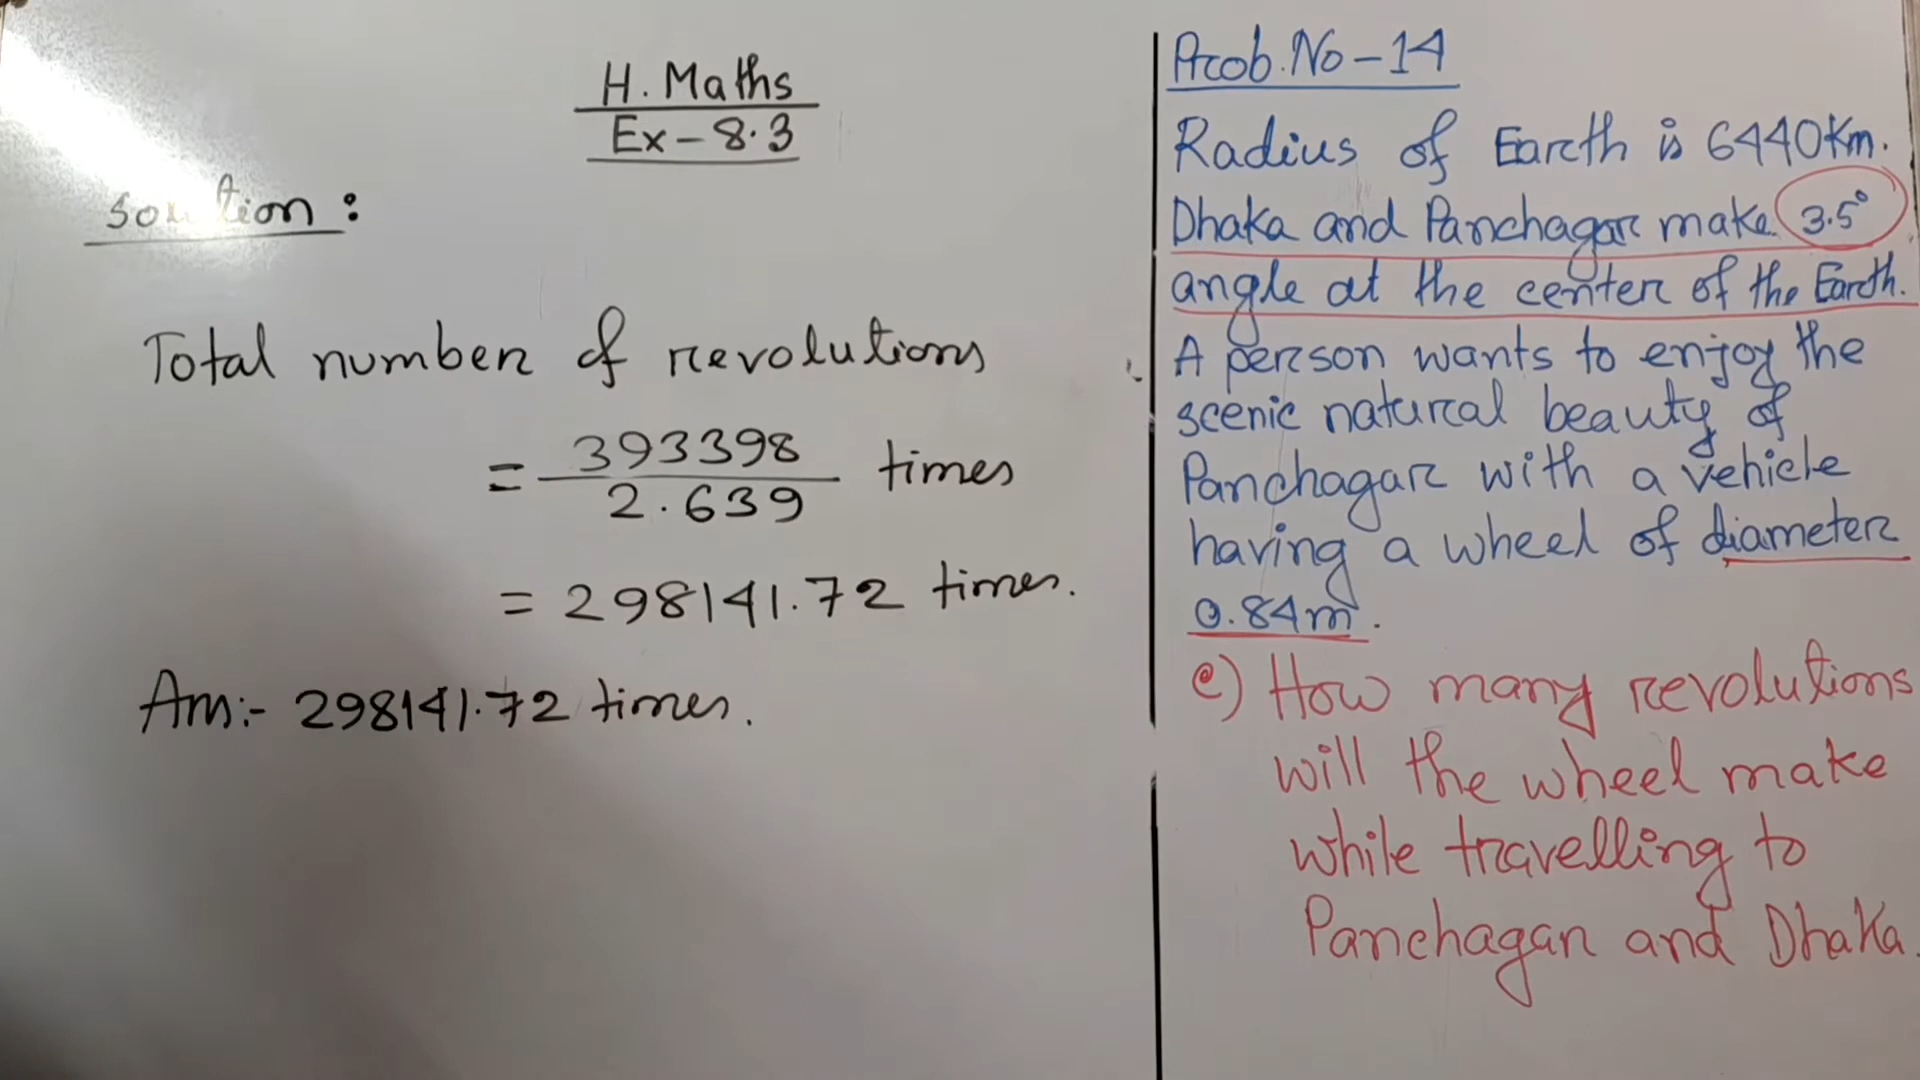 H. Maths
Ex - 8.3
Solution :
Total number of revolutions
= 393398 / 2.639 times
= 298141.72 times.
Ans:- 298141.72 times.
Prob. No - 14
Radius of Earth is 6440 Km.
Dhaka and Panchagar make 3.5°
angle at the center of the Earth.
A person wants to enjoy the
scenic natural beauty of
Panchagar with a vehicle
having a wheel of diameter
0.84m.
e) How many revolutions
will the wheel make
while travelling to
Panchagan and Dhaka.